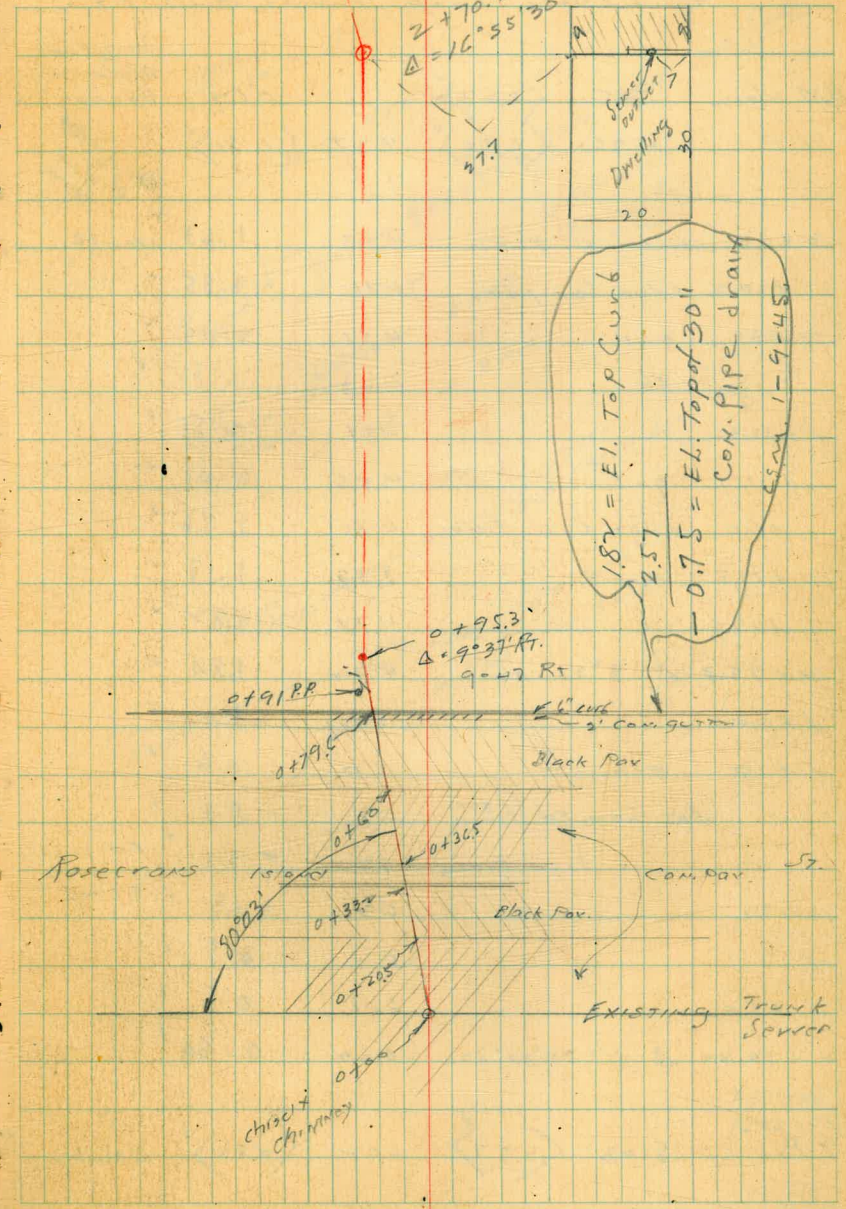 2+70.
Δ = 16°55'30
9
8
7
Sewer
outlet
Dwelling
30
20
37.7
1.82 = El. Top Curb
2.57
- 0.75 = EL. Top of 30"
Con. Pipe drain
1-9-45
0+95.3
Δ = 9°37' Rt.
9-47 Rt
0+91 P.P.
6" curb
2' Con. gutter
0+79.6
Black Pav
0+60
0+36.5
Rosecrans Island Con. Pav. St.
80°03'
0+33.2
Black Pav.
0+20.5
Existing Trunk
Sewer
0+00
chisel x
chimney